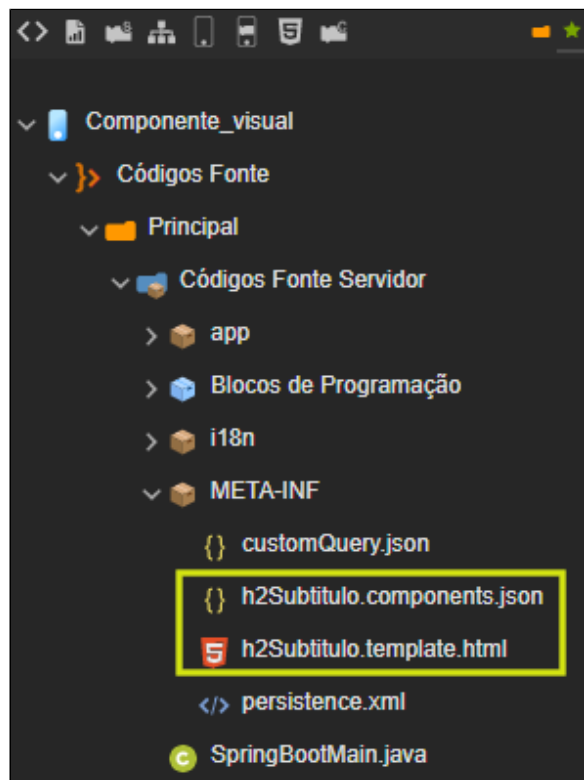 Componente_visual
Códigos Fonte
Principal
Códigos Fonte Servidor
app
Blocos de Programação
i18n
META-INF
customQuery.json
h2Subtitulo.components.json
h2Subtitulo.template.html
persistence.xml
SpringBootMain.java